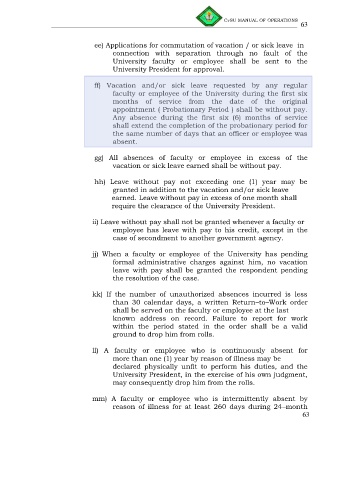 CvSU MANUAL OF OPERATIONS
63
ee) Applications for commutation of vacation / or sick leave in
connection with separation through no fault of the
University faculty or employee shall be sent to the
University President for approval.
ff) Vacation and/or sick leave requested by any regular
faculty or employee of the University during the first six
months of service from the date of the original
appointment ( Probationary Period ) shall be without pay.
Any absence during the first six (6) months of service
shall extend the completion of the probationary period for
the same number of days that an officer or employee was
absent.
gg) All absences of faculty or employee in excess of the
vacation or sick leave earned shall be without pay.
hh) Leave without pay not exceeding one (1) year may be
granted in addition to the vacation and/or sick leave
earned. Leave without pay in excess of one month shall
require the clearance of the University President.
ii) Leave without pay shall not be granted whenever a faculty or
employee has leave with pay to his credit, except in the
case of secondment to another government agency.
jj) When a faculty or employee of the University has pending
formal administrative charges against him, no vacation
leave with pay shall be granted the respondent pending
the resolution of the case.
kk) If the number of unauthorized absences incurred is less
than 30 calendar days, a written Return–to–Work order
shall be served on the faculty or employee at the last
known address on record. Failure to report for work
within the period stated in the order shall be a valid
ground to drop him from rolls.
ll) A faculty or employee who is continuously absent for
more than one (1) year by reason of illness may be
declared physically unfit to perform his duties, and the
University President, in the exercise of his own judgment,
may consequently drop him from the rolls.
mm) A faculty or employee who is intermittently absent by
reason of illness for at least 260 days during 24–month
63